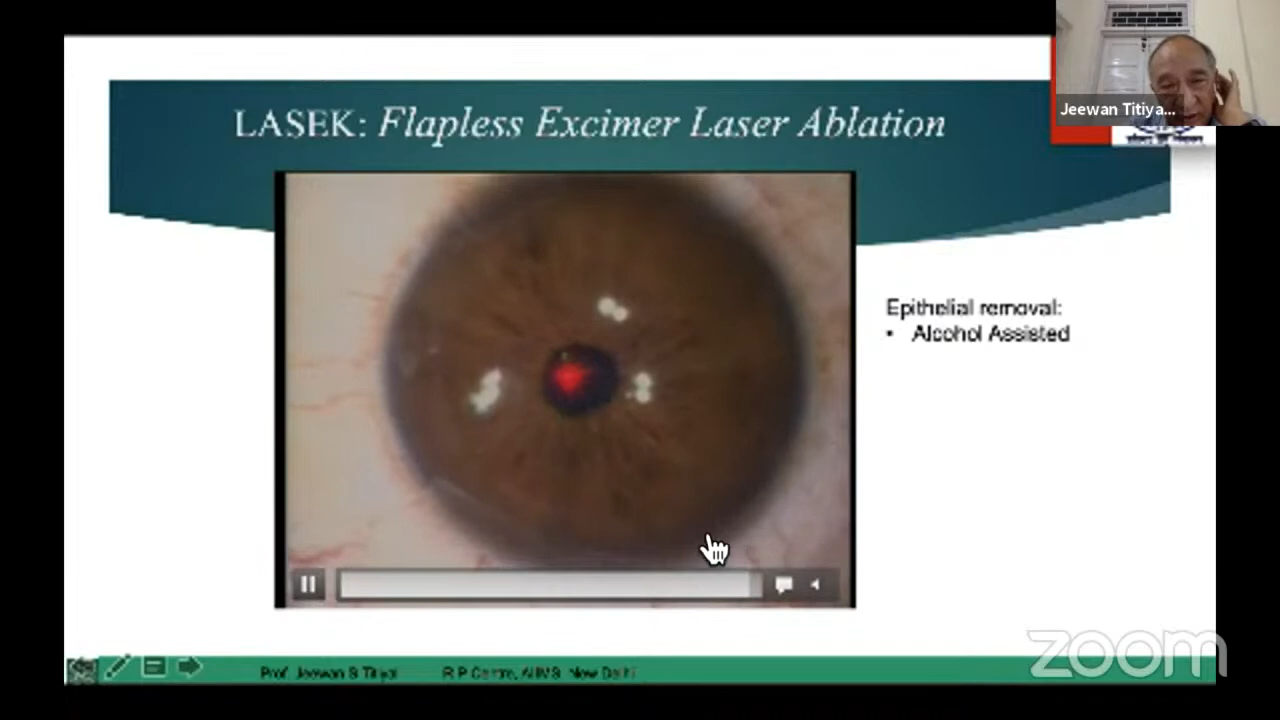 LASEK: Flapless Excimer Laser Ablation
Jeewan Titiya...
Epithelial removal:
• Alcohol Assisted
Prof. Jeewan S Titiyal R P Centre, AIIMS, New Delhi
zoom